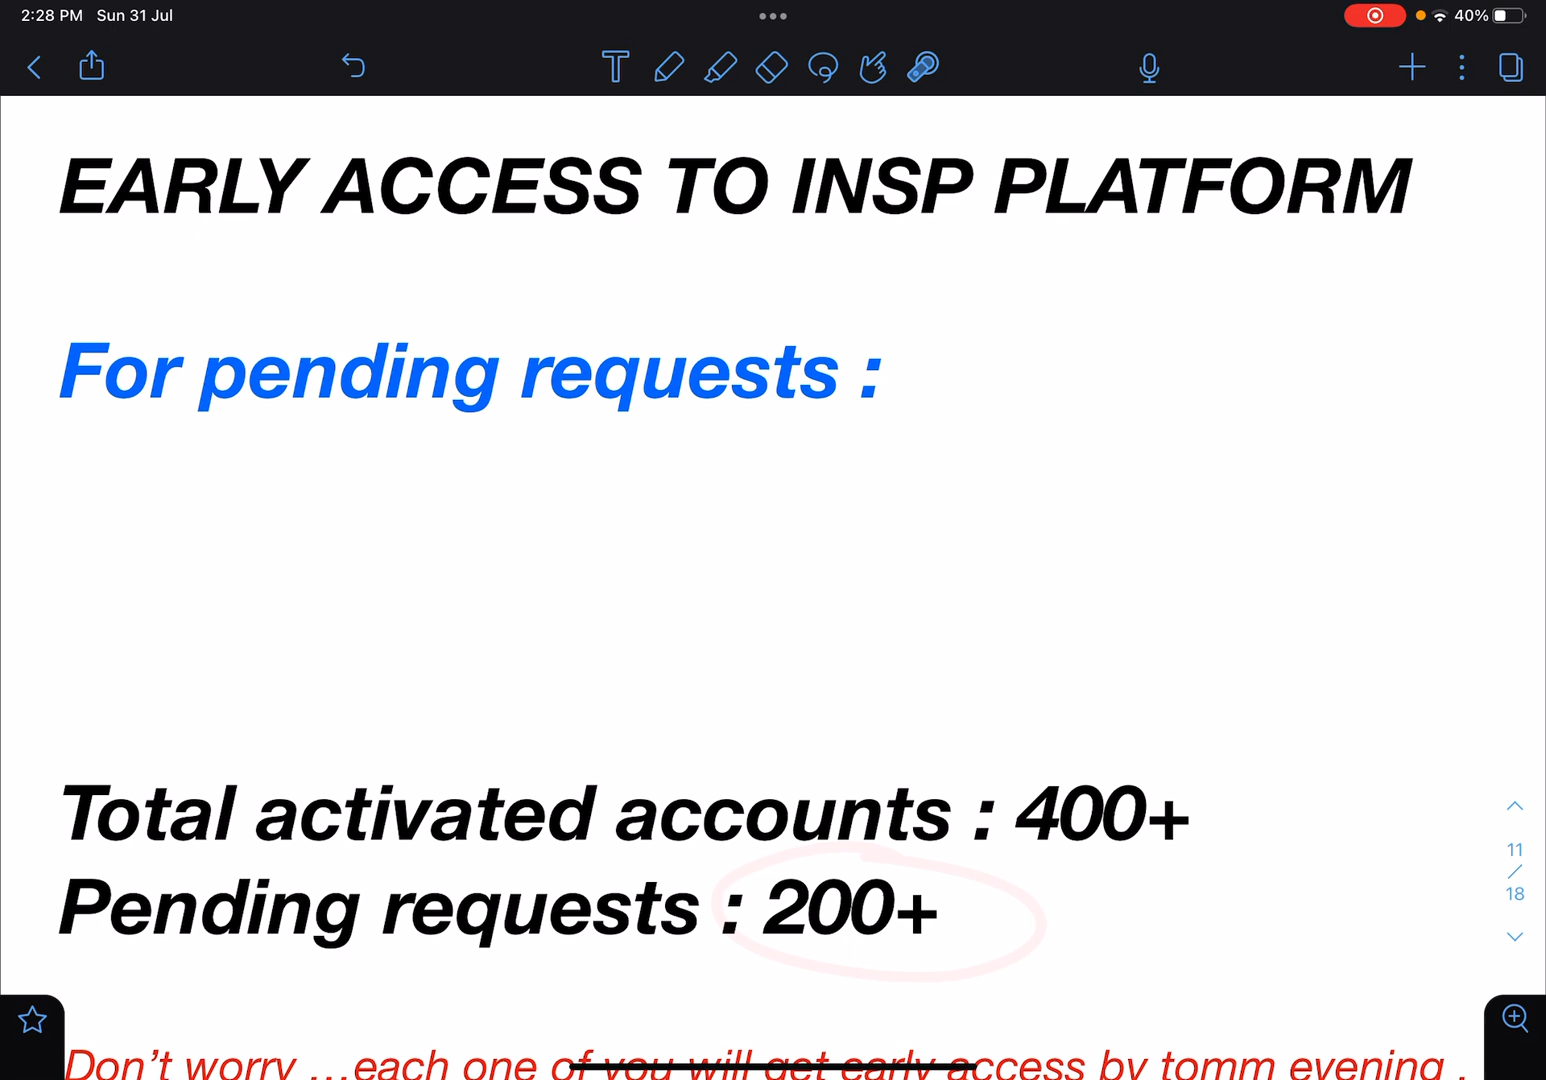 2:28 PM Sun 31 Jul
40%
T
EARLY ACCESS TO INSP PLATFORM
For pending requests :
Total activated accounts : 400+
Pending requests : 200+
11
/
18
Don't worry ...each one of you will get early access by tomm evening .